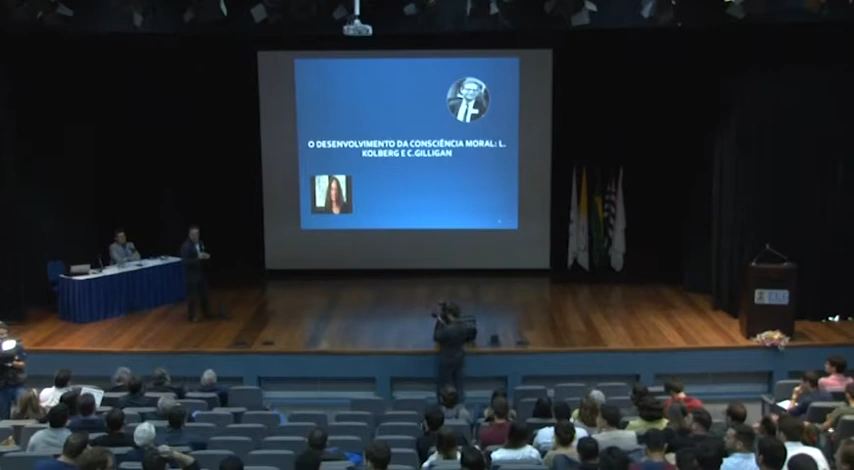 O DESENVOLVIMENTO DA CONSCIÊNCIA MORAL: L.
KOLBERG E C.GILLIGAN